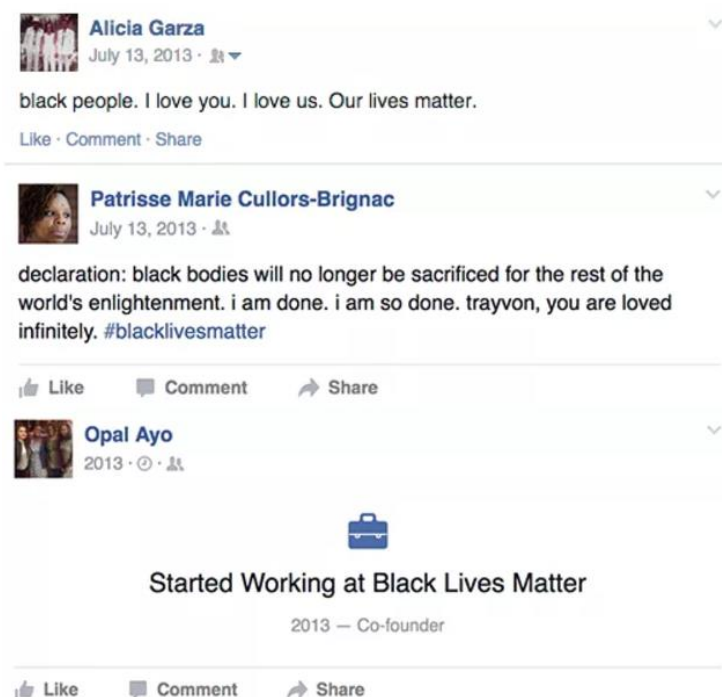 Alicia Garza
July 13, 2013 ·
black people. I love you. I love us. Our lives matter.
Like · Comment · Share
Patrisse Marie Cullors-Brignac
July 13, 2013 ·
declaration: black bodies will no longer be sacrificed for the rest of the
world's enlightenment. i am done. i am so done. trayvon, you are loved
infinitely. #blacklivesmatter
Like Comment Share
Opal Ayo
2013 · ·
Started Working at Black Lives Matter
2013 — Co-founder
Like Comment Share